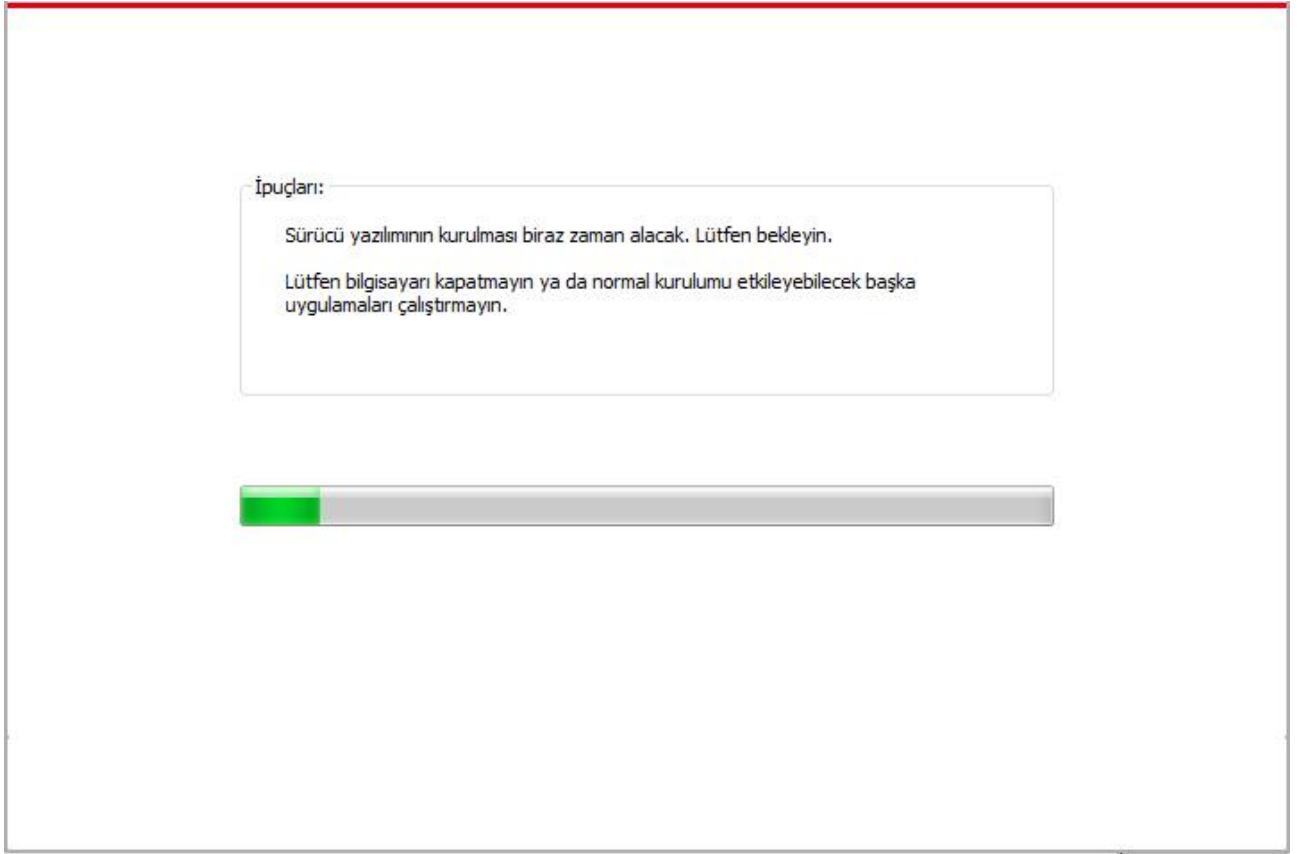 İpuçları:
Sürücü yazılımının kurulması biraz zaman alacak. Lütfen bekleyin.
Lütfen bilgisayarı kapatmayın ya da normal kurulumu etkileyebilecek başka
uygulamaları çalıştırmayın.